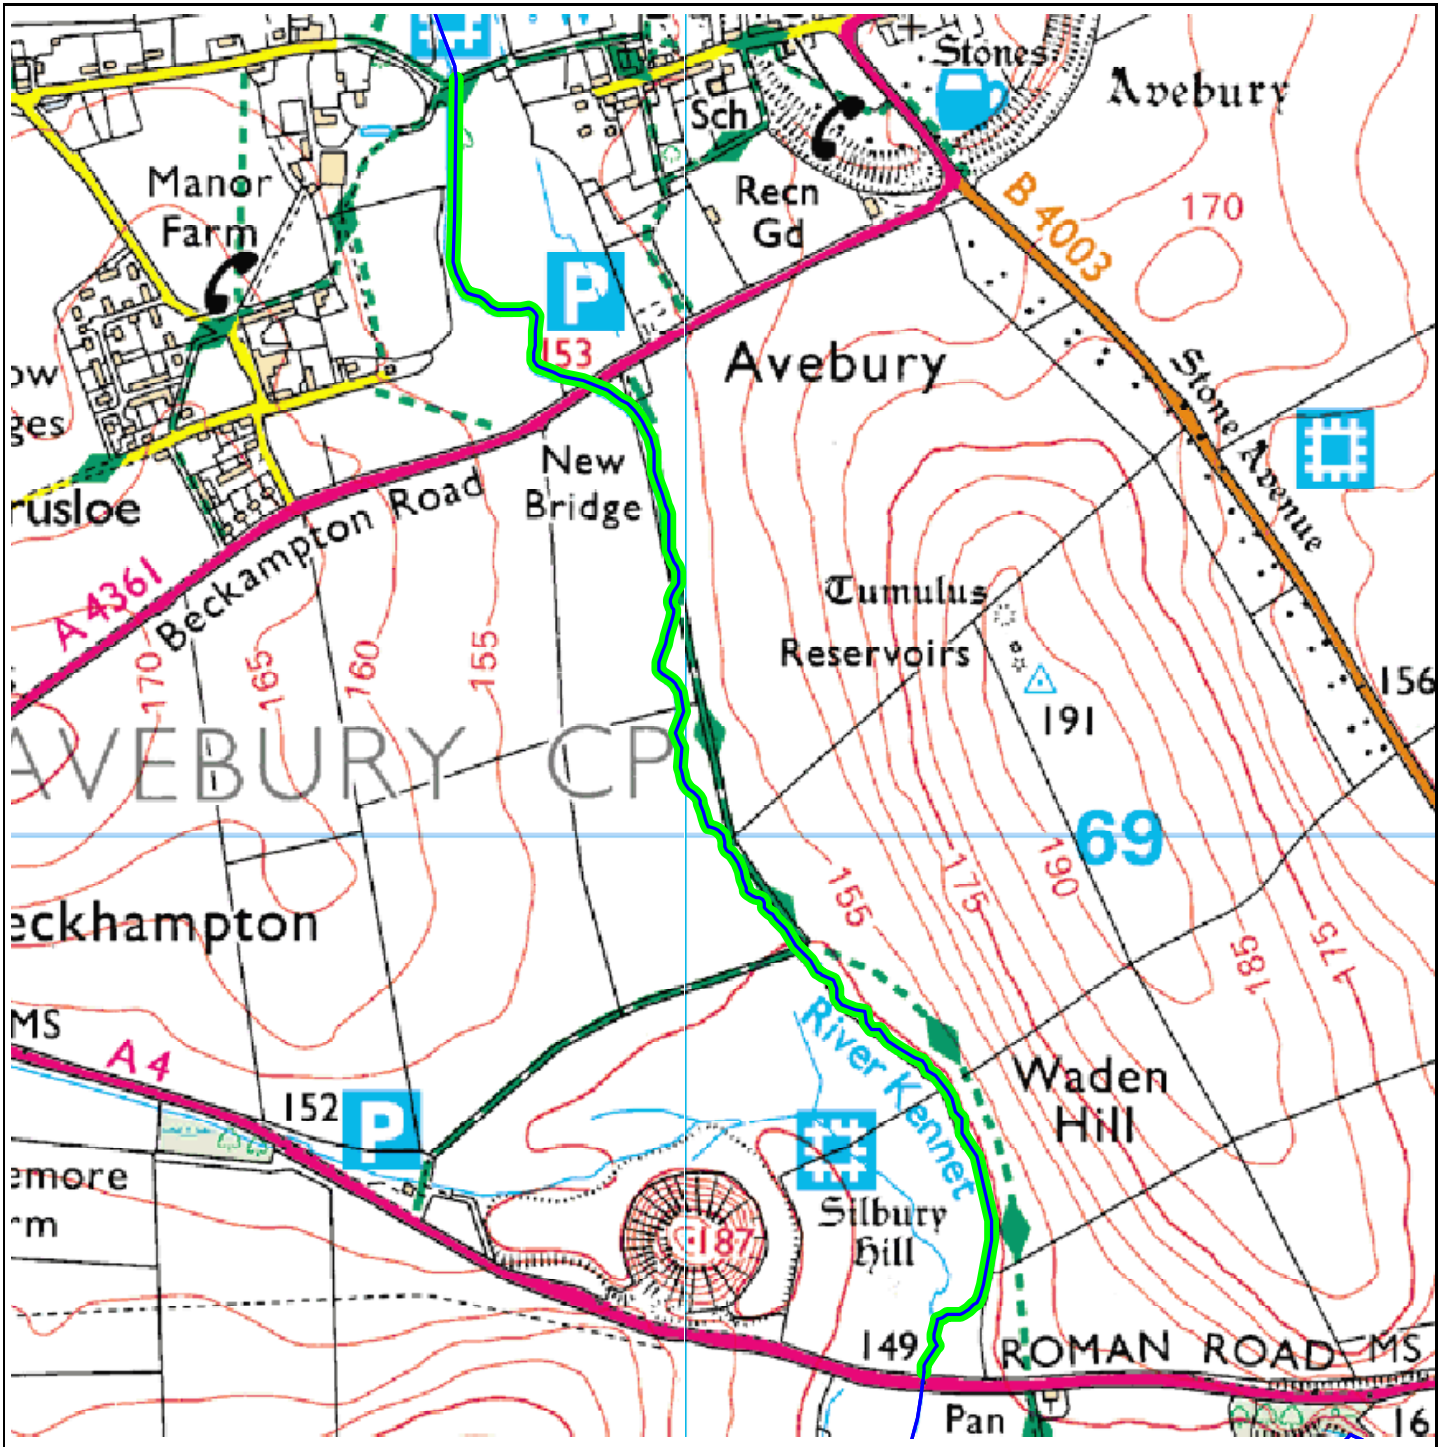 Stones
Avebury
Sch
Manor
Farm
Recn
Gd
170
B 4003
P
153
Avebury
Stone Avenue
ow
ges
New
Bridge
rusloe
Beckampton Road
A 4361
Tumulus
Reservoirs
170
165
160
155
156
191
AVEBURY CP
69
155
175
190
185
175
eckhampton
MS
A 4
River Kennet
Waden
Hill
152
P
emore
rm
Silbury
Hill
187
149
ROMAN ROAD
MS
Pan
16